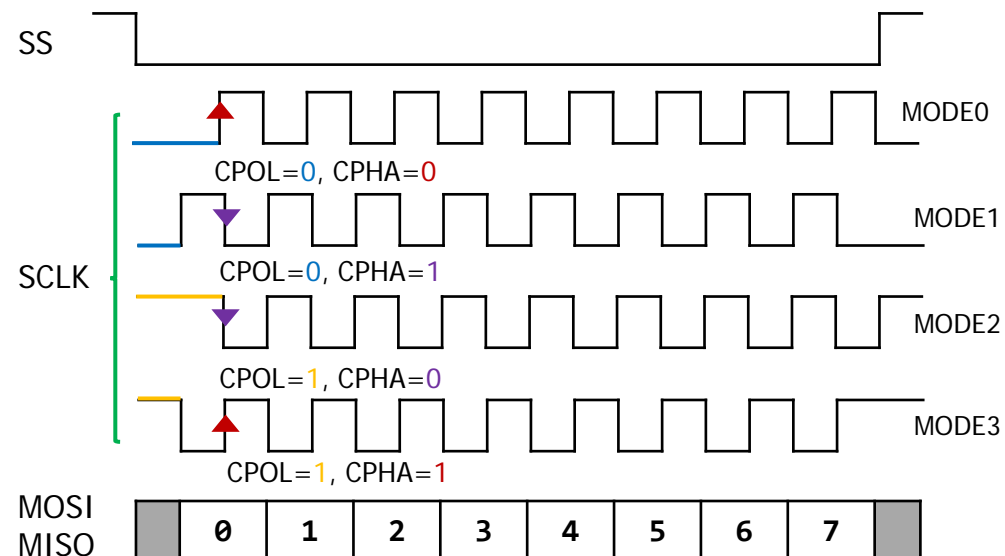 SS
MODE0
CPOL=0, CPHA=0
MODE1
SCLK
CPOL=0, CPHA=1
MODE2
CPOL=1, CPHA=0
MODE3
CPOL=1, CPHA=1
MOSI
MISO
0 1 2 3 4 5 6 7